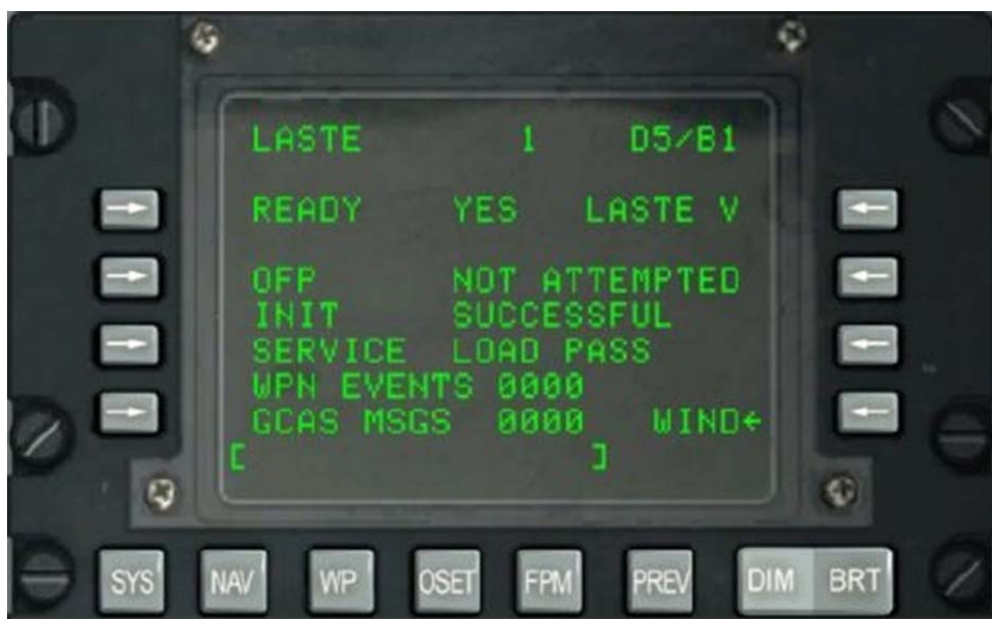 LASTE 1 D5/B1
READY YES LASTE V
OFP NOT ATTEMPTED
INIT SUCCESSFUL
SERVICE LOAD PASS
WPN EVENTS 0000
GCAS MSGS 0000 WIND←
[ ]
SYS NAV WP OSET FPM PREV DIM BRT